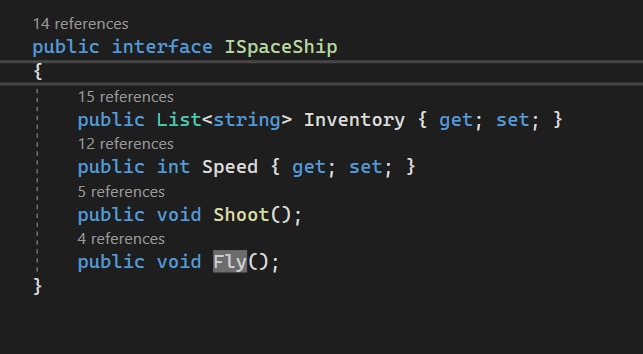 14 references
public interface ISpaceShip
{
15 references
public List<string> Inventory { get; set; }
12 references
public int Speed { get; set; }
5 references
public void Shoot();
4 references
public void Fly();
}